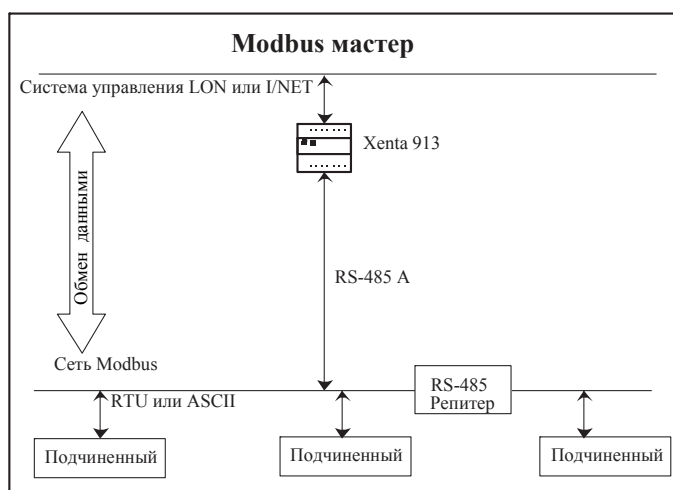 Modbus мастер
Система управления LON или I/NET
Xenta 913
Обмен данными
RS-485 A
Сеть Modbus
RTU или ASCII
RS-485
Репитер
Подчиненный
Подчиненный
Подчиненный